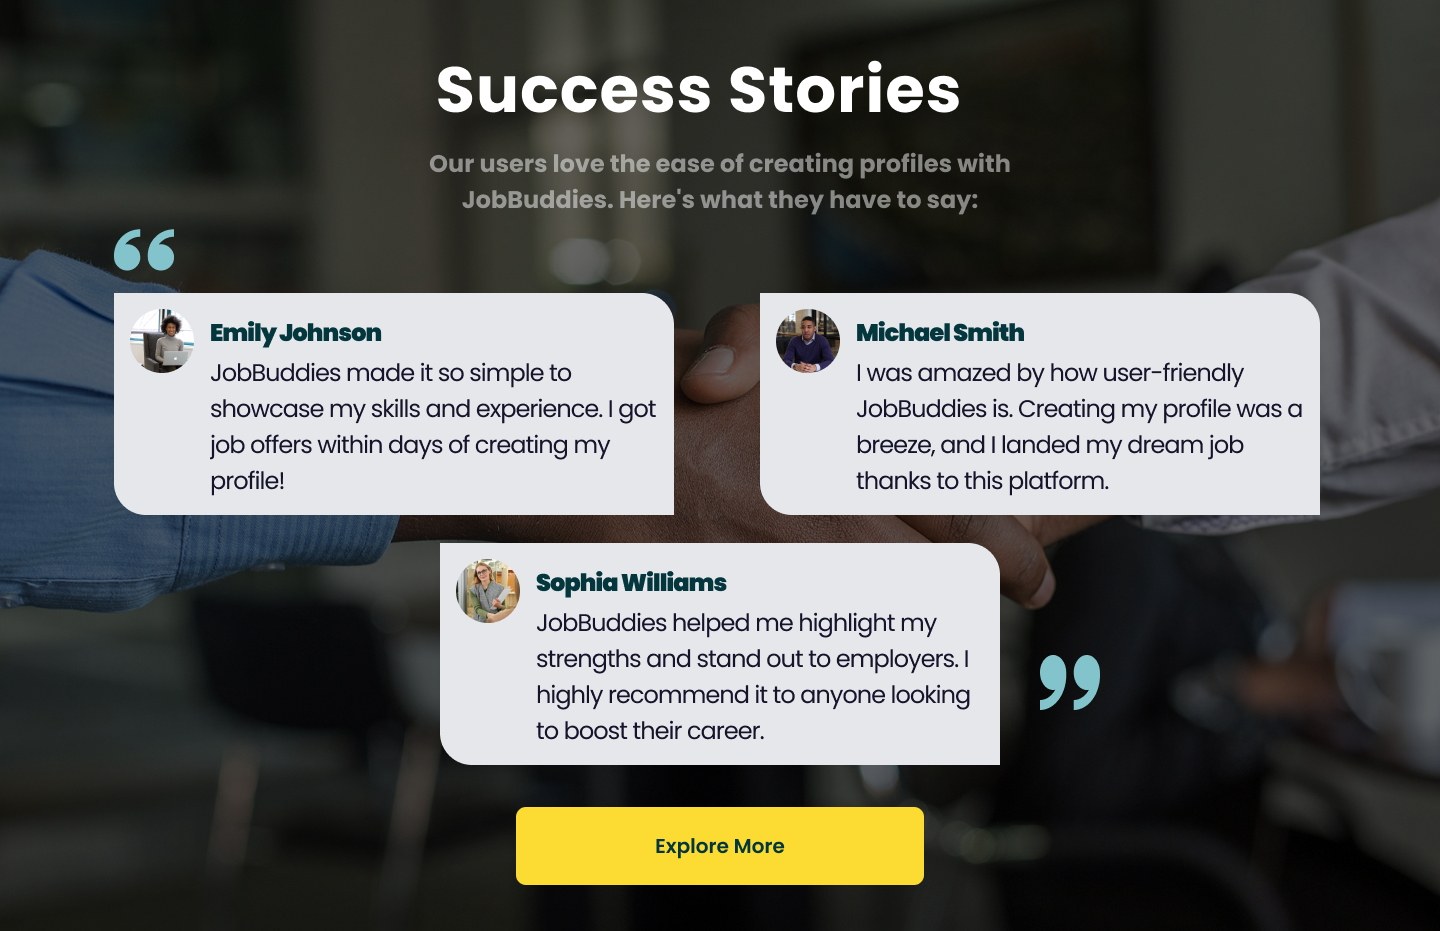 Success Stories
Our users love the ease of creating profiles with
JobBuddies. Here's what they have to say:
“
Emily Johnson
JobBuddies made it so simple to
showcase my skills and experience. I got
job offers within days of creating my
profile!
Michael Smith
I was amazed by how user-friendly
JobBuddies is. Creating my profile was a
breeze, and I landed my dream job
thanks to this platform.
Sophia Williams
JobBuddies helped me highlight my
strengths and stand out to employers. I
highly recommend it to anyone looking
to boost their career.
”
Explore More